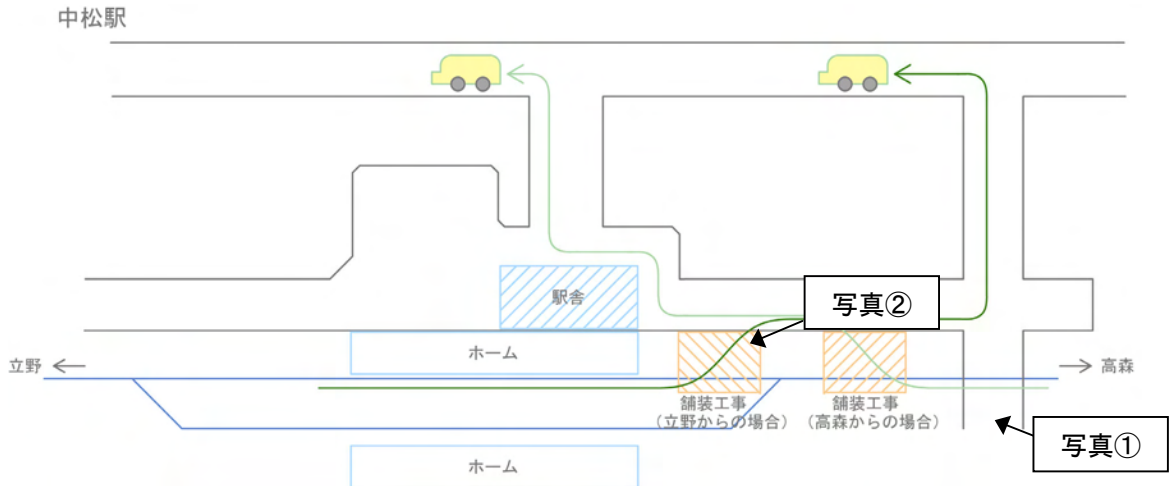 中松駅
駅舎
写真②
ホーム
立野
高森
舗装工事
（立野からの場合）
舗装工事
（高森からの場合）
写真①
ホーム